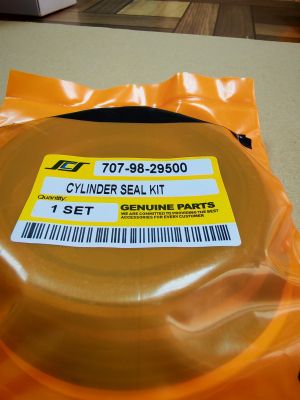 SCS 707-98-29500
CYLINDER SEAL KIT
Quantity:
1 SET
GENUINE PARTS
WE ARE COMMITTED TO PROVIDING THE BEST
ACCESSORIES FOR EVERY CUSTOMER